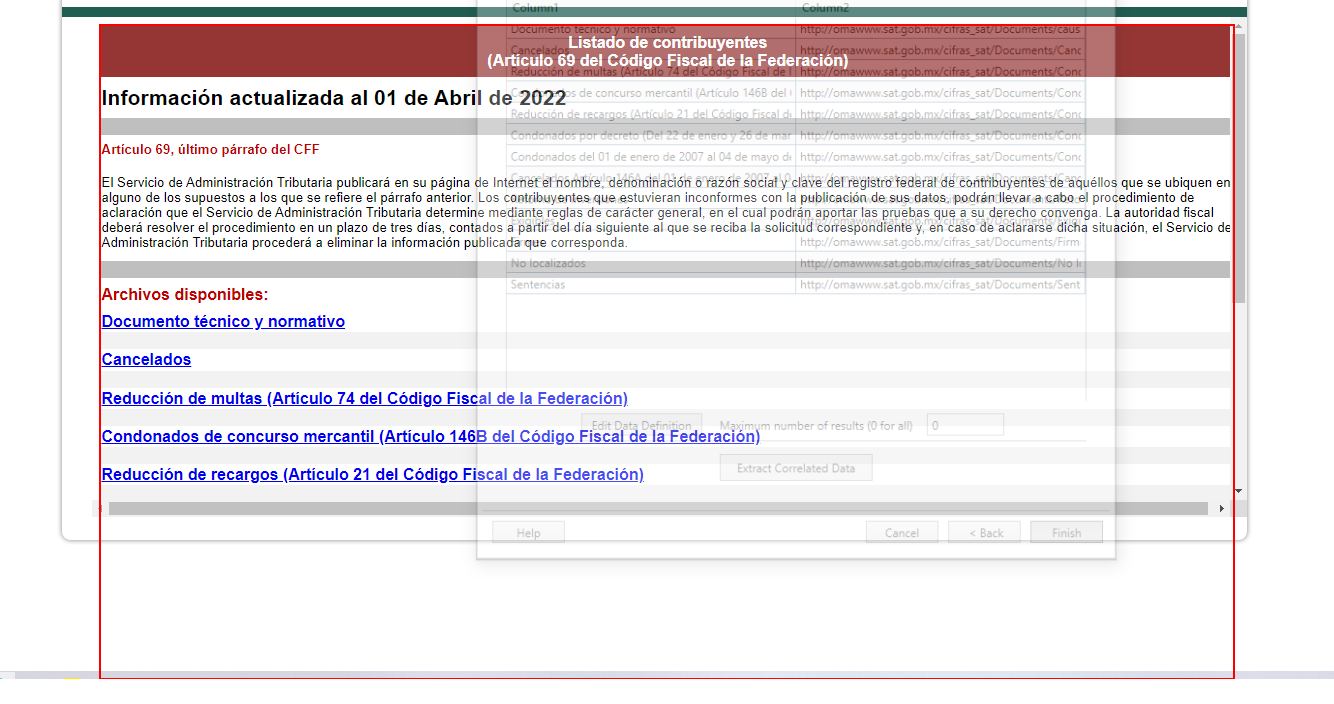 Column1 Column2
Documento técnico y normativo http://omawww.sat.gob.mx/cifras_sat/Documents/caus
Listado de contribuyentes
Cancelados http://omawww.sat.gob.mx/cifras_sat/Documents/Canc
(Artículo 69 del Código Fiscal de la Federación)
Reducción de multas (Artículo 74 del Código Fiscal de l http://omawww.sat.gob.mx/cifras_sat/Documents/Conc
Información actualizada al 01 de Abril de 2022
Condonados de concurso mercantil (Artículo 146B del http://omawww.sat.gob.mx/cifras_sat/Documents/Conc
Reducción de recargos (Artículo 21 del Código Fiscal d http://omawww.sat.gob.mx/cifras_sat/Documents/Conc
Condonados por decreto (Del 22 de enero y 26 de mar http://omawww.sat.gob.mx/cifras_sat/Documents/Conc
Artículo 69, último párrafo del CFF
Condonados del 01 de enero de 2007 al 04 de mayo de http://omawww.sat.gob.mx/cifras_sat/Documents/Conc
Cancelados Artículo 146A del 01 de enero de 2007 al 0
El Servicio de Administración Tributaria publicará en su página de Internet el nombre, denominación o razón social y clave del registro federal de contribuyentes de aquéllos que se ubiquen en
alguno de los supuestos a los que se refiere el párrafo anterior. Los contribuyentes que estuvieran inconformes con la publicación de sus datos, podrán llevar a cabo el procedimiento de
aclaración que el Servicio de Administración Tributaria determine mediante reglas de carácter general, en el cual podrán aportar las pruebas que a su derecho convenga. La autoridad fiscal
deberá resolver el procedimiento en un plazo de tres días, contados a partir del día siguiente al que se reciba la solicitud correspondiente y, en caso de aclararse dicha situación, el Servicio de
Administración Tributaria procederá a eliminar la información publicada que corresponda.
http://omawww.sat.gob.mx/cifras_sat/Documents/Firm
No localizados http://omawww.sat.gob.mx/cifras_sat/Documents/No l
Sentencias http://omawww.sat.gob.mx/cifras_sat/Documents/Sent
Archivos disponibles:
Documento técnico y normativo
Cancelados
Reducción de multas (Artículo 74 del Código Fiscal de la Federación)
Edit Data Definition Maximum number of results (0 for all) 0
Condonados de concurso mercantil (Artículo 146B del Código Fiscal de la Federación)
Extract Correlated Data
Reducción de recargos (Artículo 21 del Código Fiscal de la Federación)
Help Cancel < Back Finish